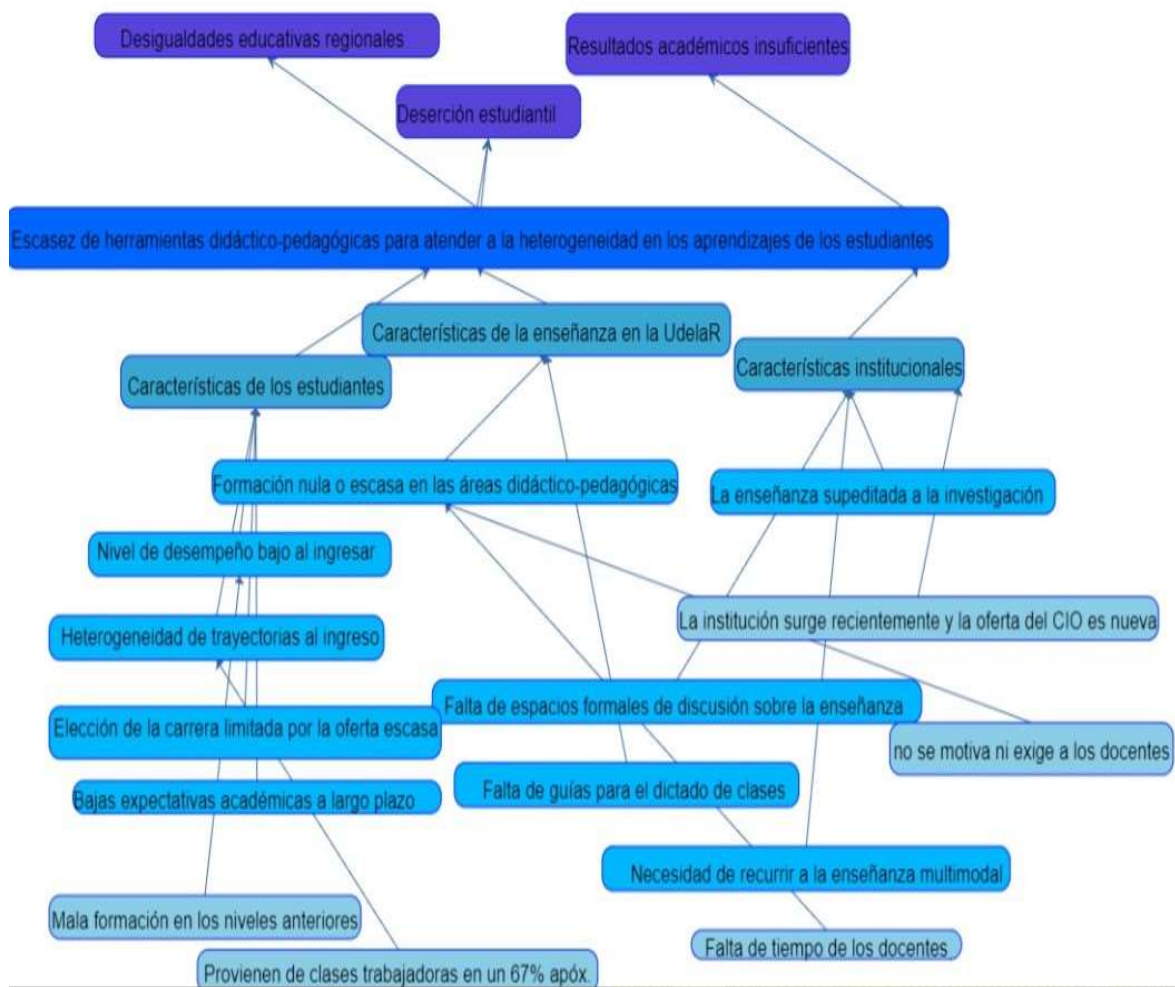 Desigualdades educativas regionales
Resultados académicos insuficientes
Deserción estudiantil
Escasez de herramientas didáctico-pedagógicas para atender a la heterogeneidad en los aprendizajes de los estudiantes
Características de la enseñanza en la UdelaR
Características institucionales
Características de los estudiantes
Formación nula o escasa en las áreas didáctico-pedagógicas
La enseñanza supeditada a la investigación
Nivel de desempeño bajo al ingresar
La institución surge recientemente y la oferta del CIO es nueva
Heterogeneidad de trayectorias al ingreso
Falta de espacios formales de discusión sobre la enseñanza
Elección de la carrera limitada por la oferta escasa
no se motiva ni exige a los docentes
Falta de guías para el dictado de clases
Bajas expectativas académicas a largo plazo
Necesidad de recurrir a la enseñanza multimodal
Mala formación en los niveles anteriores
Falta de tiempo de los docentes
Provienen de clases trabajadoras en un 67% apóx.